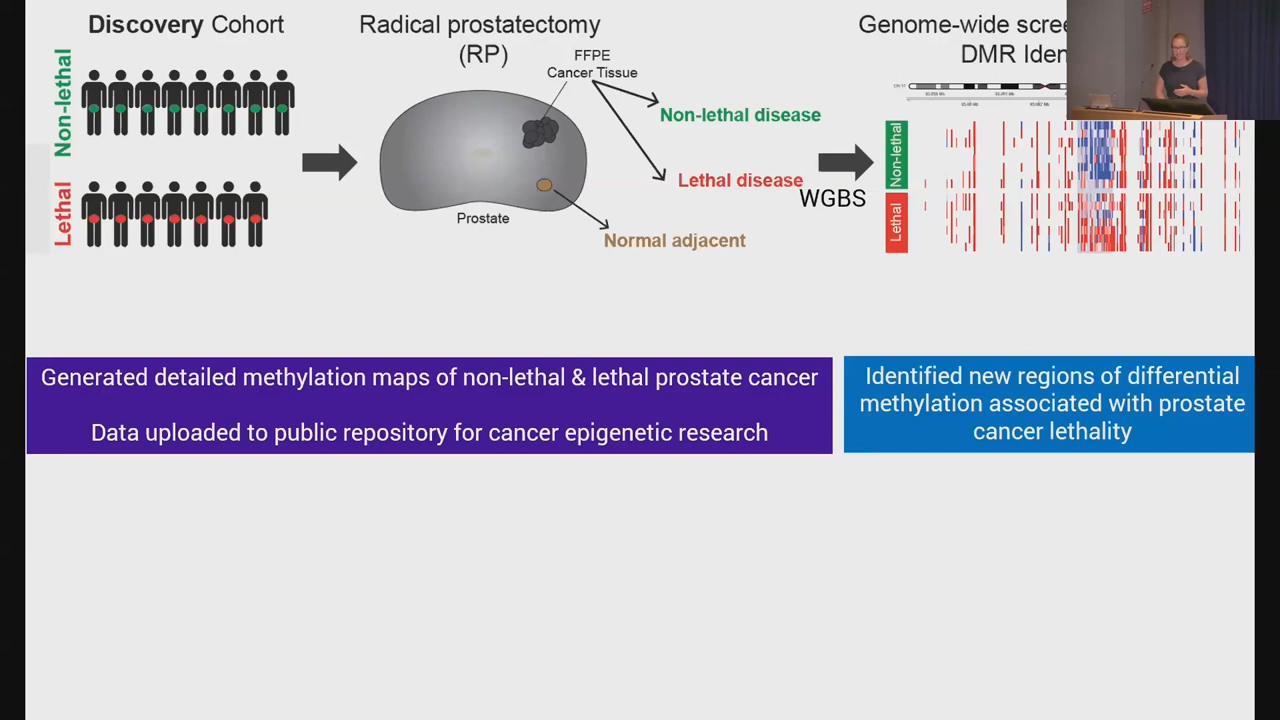 Discovery Cohort
Non-lethal
Lethal
Radical prostatectomy
(RP)
FFPE
Cancer Tissue
Non-lethal disease
Lethal disease
Normal adjacent
Prostate
WGBS
Genome-wide scree
DMR Iden
Non-lethal
Lethal
Generated detailed methylation maps of non-lethal & lethal prostate cancer
Data uploaded to public repository for cancer epigenetic research
Identified new regions of differential
methylation associated with prostate
cancer lethality